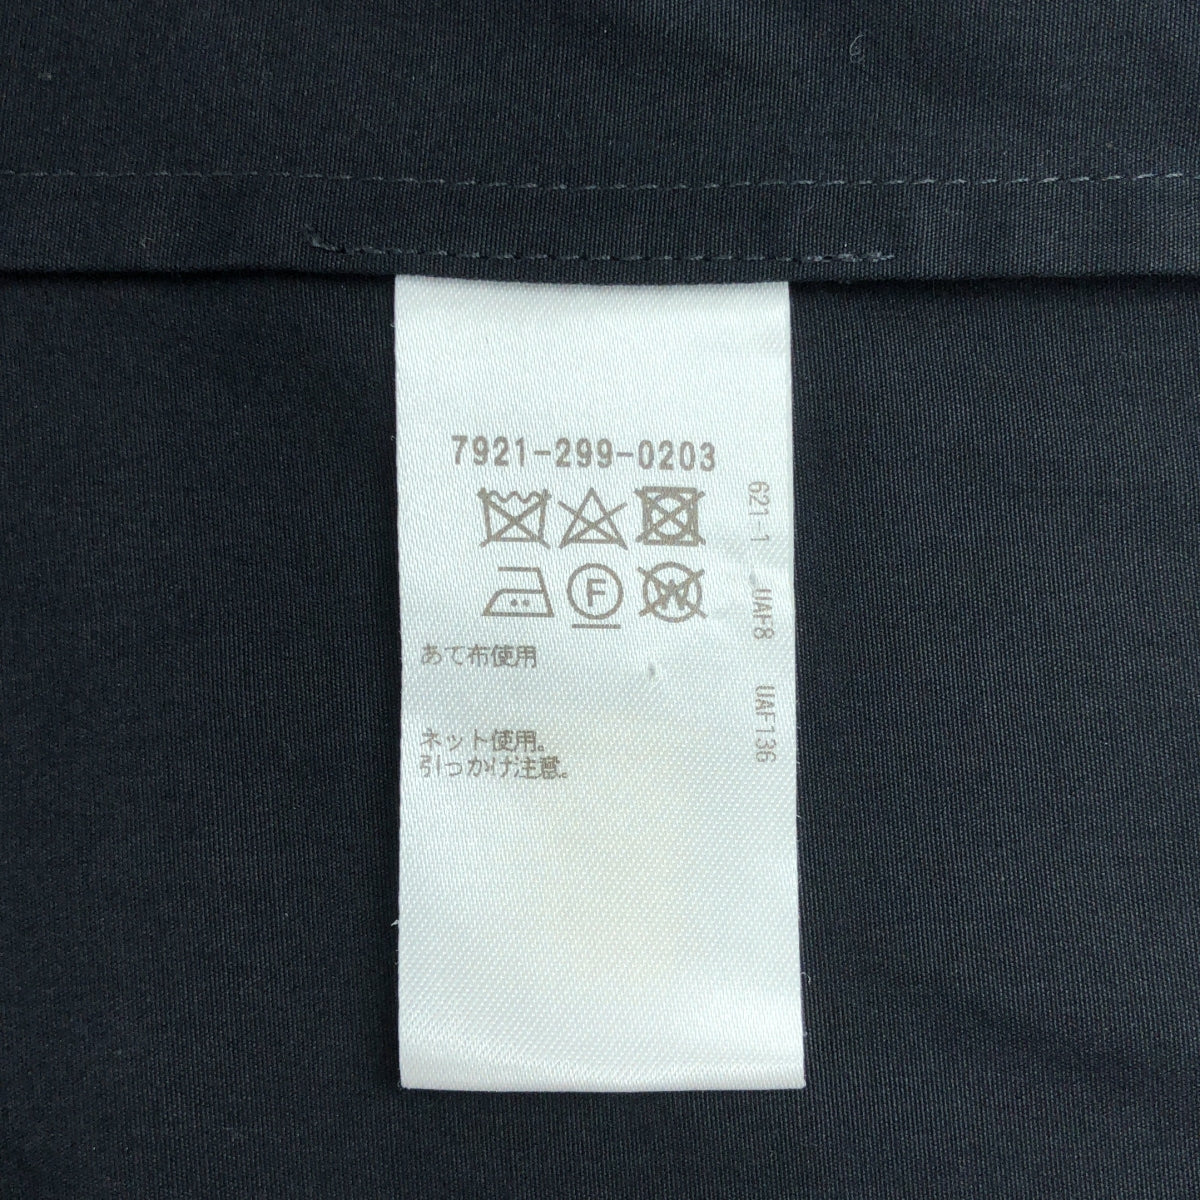 7921-299-0203
F
W
あて布使用
ネット使用。
引っかけ注意。
621-1 UAF8 UAF136